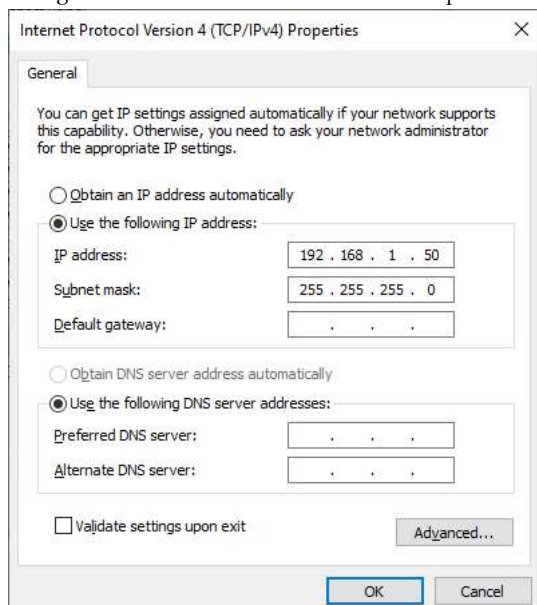 Internet Protocol Version 4 (TCP/IPv4) Properties
General
You can get IP settings assigned automatically if your network supports
this capability. Otherwise, you need to ask your network administrator
for the appropriate IP settings.
Obtain an IP address automatically
Use the following IP address:
IP address: 192 . 168 . 1 . 50
Subnet mask: 255 . 255 . 255 . 0
Default gateway: . . .
Obtain DNS server address automatically
Use the following DNS server addresses:
Preferred DNS server: . . .
Alternate DNS server: . . .
Validate settings upon exit
Advanced...
OK Cancel